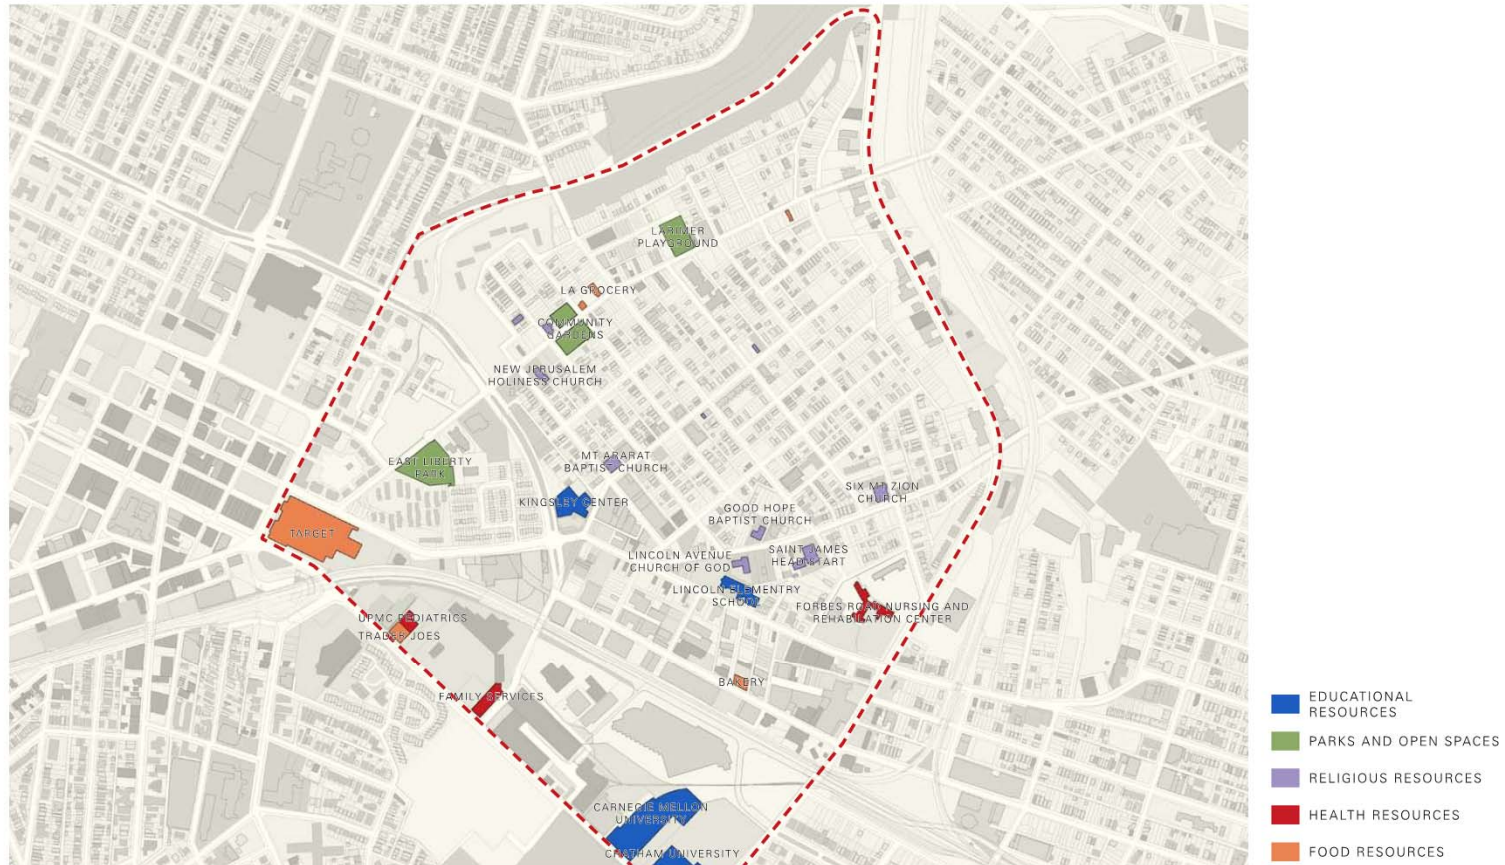 LARIMER
PLAYGROUND
LA GROCERY
COMMUNITY
GARDENS
NEW JERUSALEM
HOLINESS CHURCH
EAST LIBERTY
PARK
MT ARARAT
BAPTIST CHURCH
KINGSLEY CENTER
SIX MT ZION
CHURCH
GOOD HOPE
BAPTIST CHURCH
TARGET
LINCOLN AVENUE
CHURCH OF GOD
SAINT JAMES
HEAD START
LINCOLN ELEMENTRY
SCHOOL
FORBES ROAD NURSING AND
REHABILATION CENTER
UPMC PEDIATRICS
TRADER JOES
BAKERY
FAMILY SERVICES
CARNEGIE MELLON
UNIVERSITY
CHATHAM UNIVERSITY
EDUCATIONAL
RESOURCES
PARKS AND OPEN SPACES
RELIGIOUS RESOURCES
HEALTH RESOURCES
FOOD RESOURCES